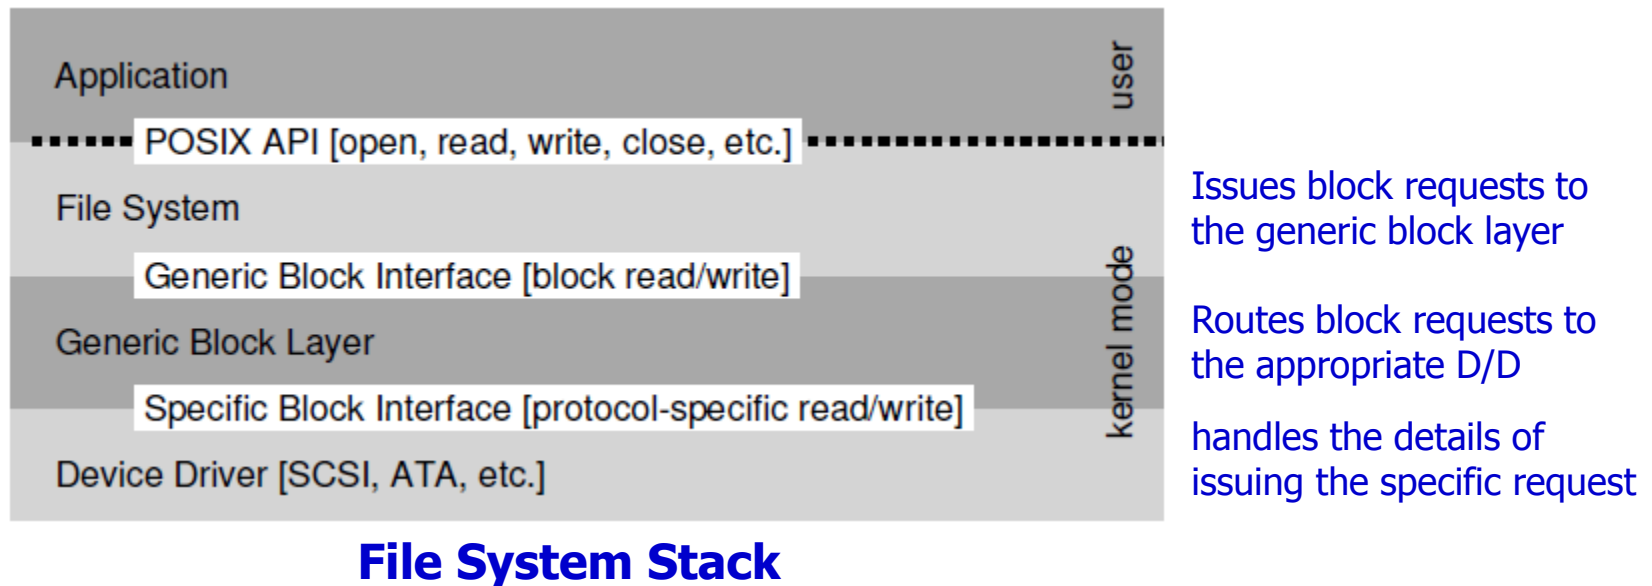 Application
user
POSIX API [open, read, write, close, etc.]
File System
Issues block requests to
the generic block layer
Generic Block Interface [block read/write]
kernel mode
Generic Block Layer
Routes block requests to
the appropriate D/D
Specific Block Interface [protocol-specific read/write]
Device Driver [SCSI, ATA, etc.]
handles the details of
issuing the specific request
File System Stack